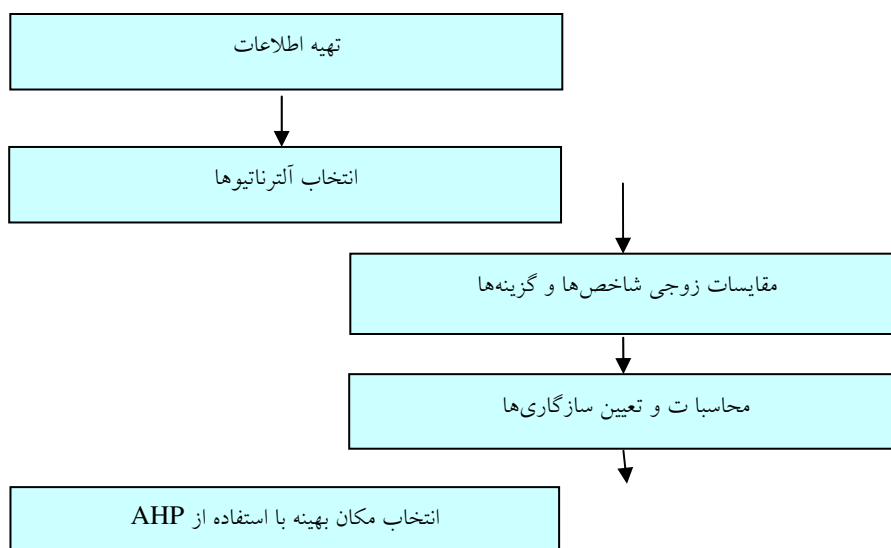 تهیه اطلاعات
انتخاب آلترناتیوها
مقایسات زوجی شاخص‌ها و گزینه‌ها
محاسبا ت و تعیین سازگاری‌ها
انتخاب مکان بهینه با استفاده از AHP